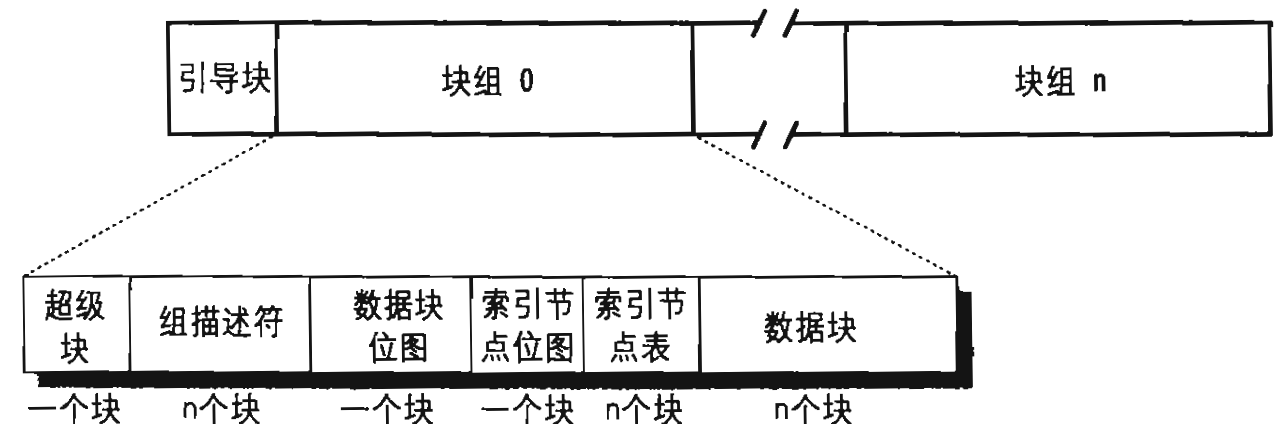 引导块 块组 0 块组 n
超级块 组描述符 数据块位图 索引节点位图 索引节点表 数据块
一个块 n个块 一个块 一个块 n个块 n个块